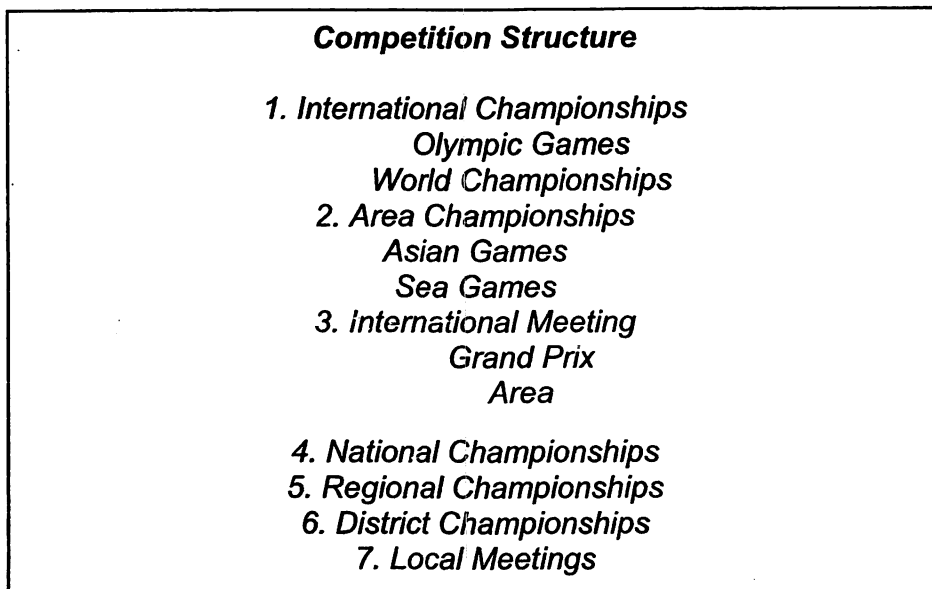 Competition Structure
1. International Championships
Olympic Games
World Championships
2. Area Championships
Asian Games
Sea Games
3. International Meeting
Grand Prix
Area
4. National Championships
5. Regional Championships
6. District Championships
7. Local Meetings